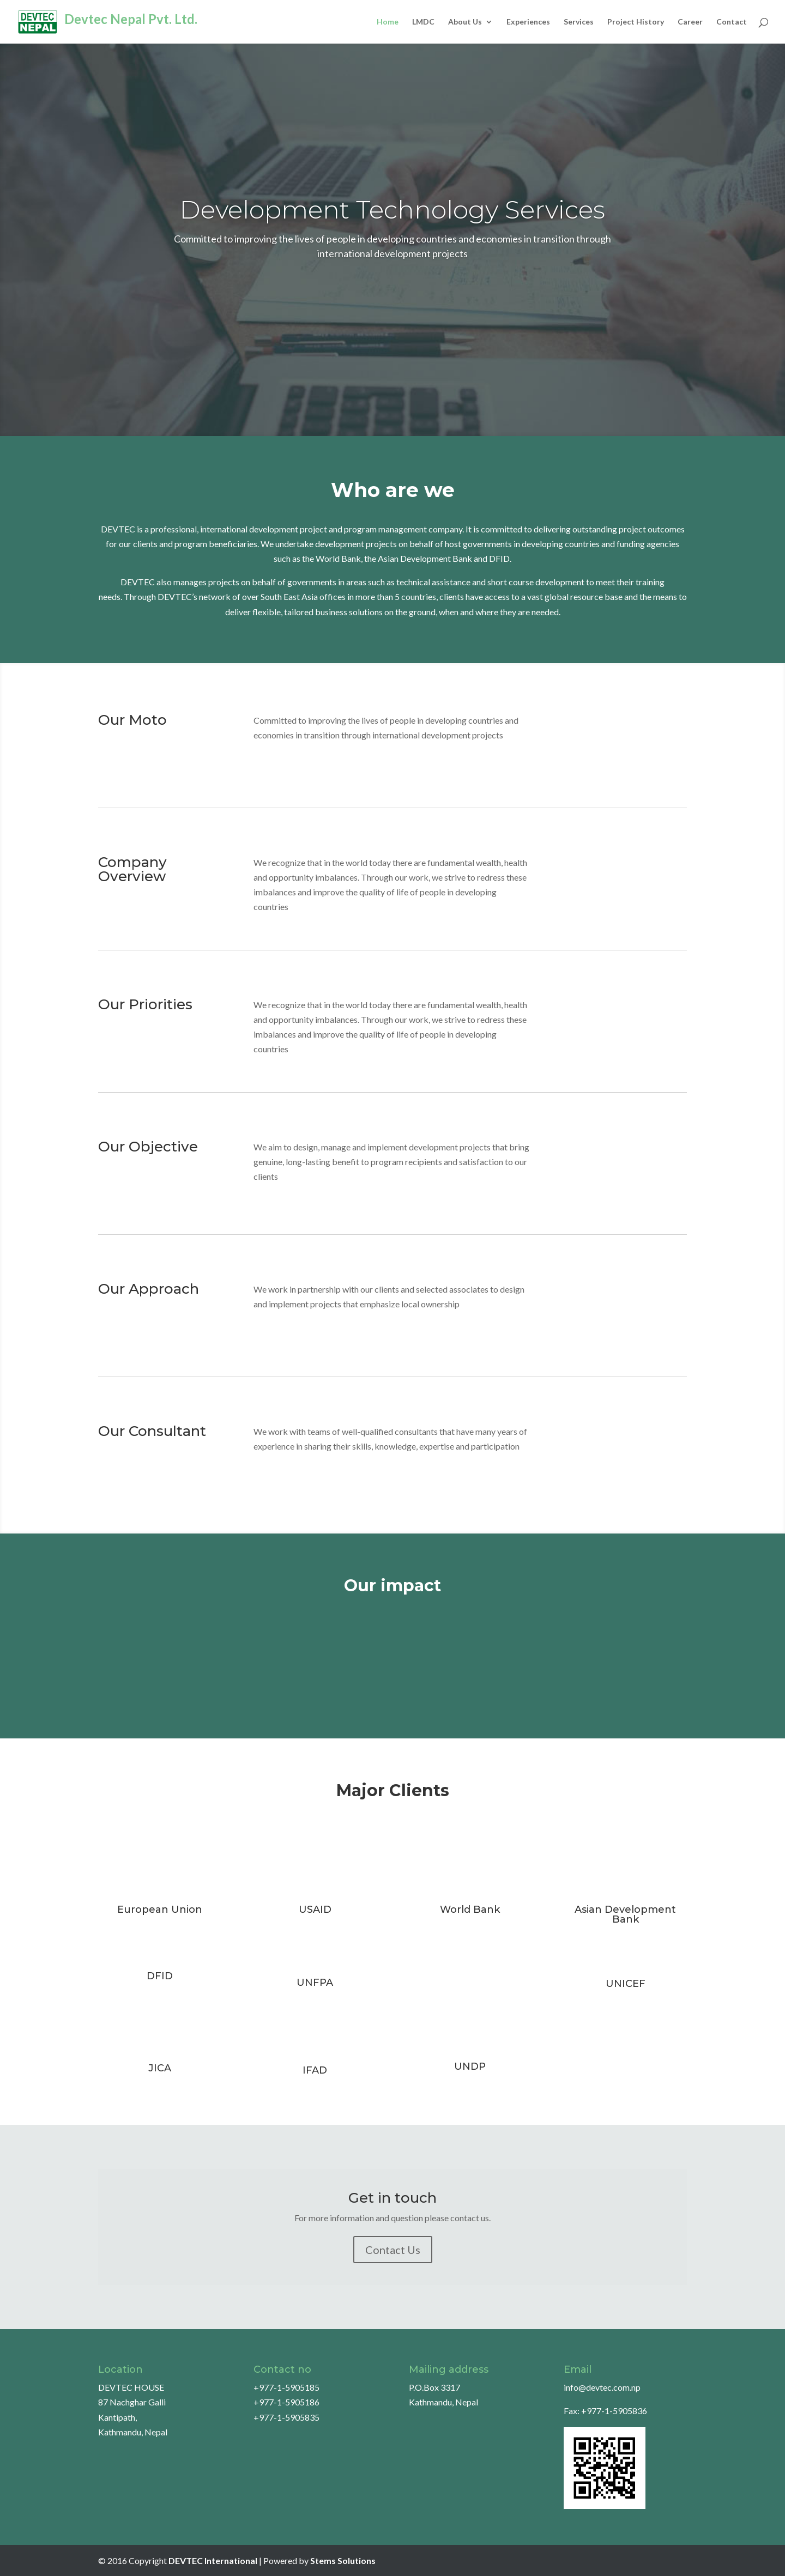 DEVTEC
NEPAL
Devtec Nepal Pvt. Ltd.
Home LMDC About Us Experiences Services Project History Career Contact
Development Technology Services
Committed to improving the lives of people in developing countries and economies in transition through
international development projects
Who are we
DEVTEC is a professional, international development project and program management company. It is committed to delivering outstanding project outcomes
for our clients and program beneficiaries. We undertake development projects on behalf of host governments in developing countries and funding agencies
such as the World Bank, the Asian Development Bank and DFID.
DEVTEC also manages projects on behalf of governments in areas such as technical assistance and short course development to meet their training
needs. Through DEVTEC's network of over South East Asia offices in more than 5 countries, clients have access to a vast global resource base and the means to
deliver flexible, tailored business solutions on the ground, when and where they are needed.
Our Moto
Committed to improving the lives of people in developing countries and
economies in transition through international development projects
Company
Overview
We recognize that in the world today there are fundamental wealth, health
and opportunity imbalances. Through our work, we strive to redress these
imbalances and improve the quality of life of people in developing
countries
Our Priorities
We recognize that in the world today there are fundamental wealth, health
and opportunity imbalances. Through our work, we strive to redress these
imbalances and improve the quality of life of people in developing
countries
Our Objective
We aim to design, manage and implement development projects that bring
genuine, long-lasting benefit to program recipients and satisfaction to our
clients
Our Approach
We work in partnership with our clients and selected associates to design
and implement projects that emphasize local ownership
Our Consultant
We work with teams of well-qualified consultants that have many years of
experience in sharing their skills, knowledge, expertise and participation
Our impact
Major Clients
European Union
USAID
World Bank
Asian Development
Bank
DFID
UNFPA
UNICEF
JICA
IFAD
UNDP
Get in touch
For more information and question please contact us.
Contact Us
Location
DEVTEC HOUSE
87 Nachghar Galli
Kantipath,
Kathmandu, Nepal
Contact no
+977-1-5905185
+977-1-5905186
+977-1-5905835
Mailing address
P.O.Box 3317
Kathmandu, Nepal
Email
info@devtec.com.np
Fax: +977-1-5905836
© 2016 Copyright DEVTEC International | Powered by Stems Solutions